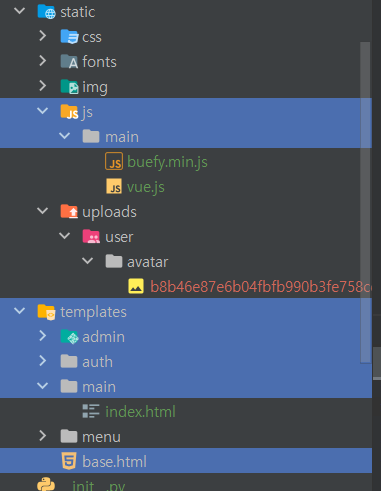 static
css
fonts
img
js
main
buefy.min.js
vue.js
uploads
user
avatar
b8b46e87e6b04fbfb990b3fe758c
templates
admin
auth
main
index.html
menu
base.html
__init__.py